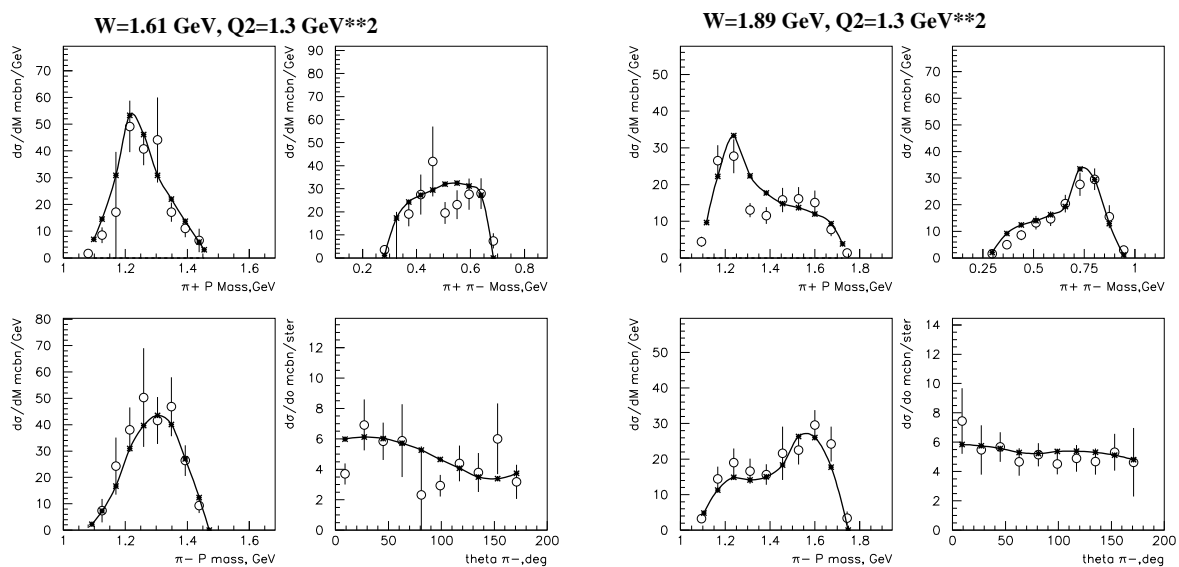 W=1.61 GeV, Q2=1.3 GeV**2
W=1.89 GeV, Q2=1.3 GeV**2
dσ/dM mcbn/GeV
70
60
50
40
30
20
10
0
1 1.2 1.4 1.6
π+ P Mass,GeV
dσ/dM mcbn/GeV
90
80
70
60
50
40
30
20
10
0
0.2 0.4 0.6 0.8
π+ π− Mass,GeV
dσ/dM mcbn/GeV
50
40
30
20
10
0
1 1.2 1.4 1.6 1.8
π+ P Mass,GeV
dσ/dM mcbn/GeV
50
40
30
20
10
0
0.25 0.5 0.75 1
π+ π− Mass,GeV
dσ/dM mcbn/GeV
80
70
60
50
40
30
20
10
0
1 1.2 1.4 1.6
π− P mass, GeV
dσ/do mcbn/ster
12
10
8
6
4
2
0
0 50 100 150 200
theta π−,deg
dσ/dM mcbn/GeV
50
40
30
20
10
0
1 1.2 1.4 1.6 1.8
π− P mass, GeV
dσ/do mcbn/ster
14
12
10
8
6
4
2
0
0 50 100 150 200
theta π−,deg